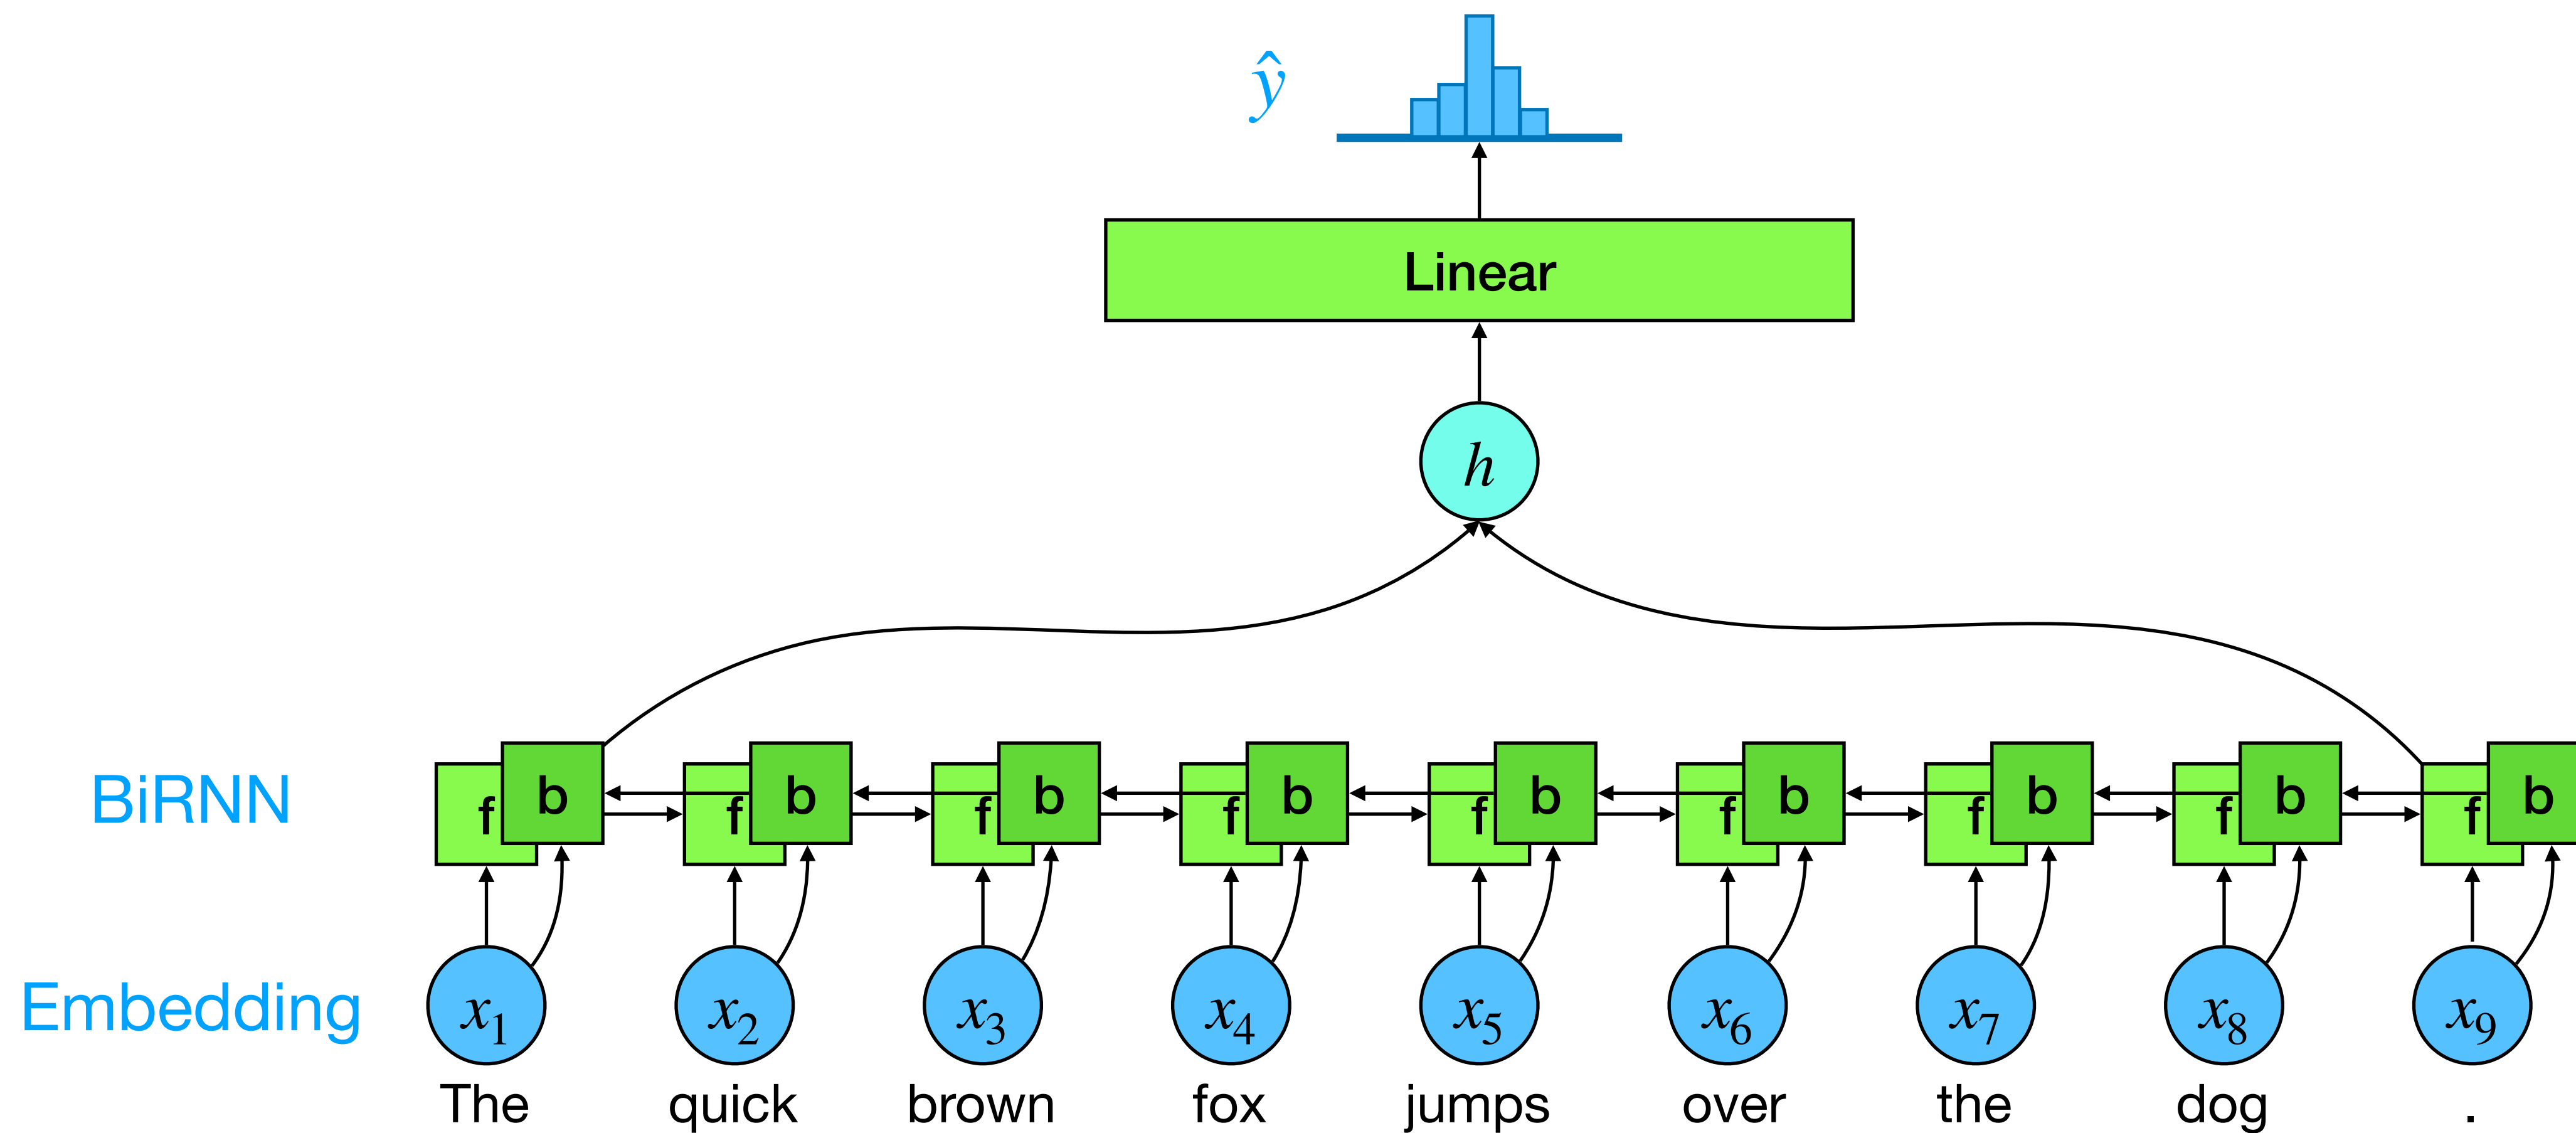 ŷ
Linear
h
BiRNN
f b f b f b f b f b f b f b f b f b
Embedding
x1 x2 x3 x4 x5 x6 x7 x8 x9
The quick brown fox jumps over the dog .